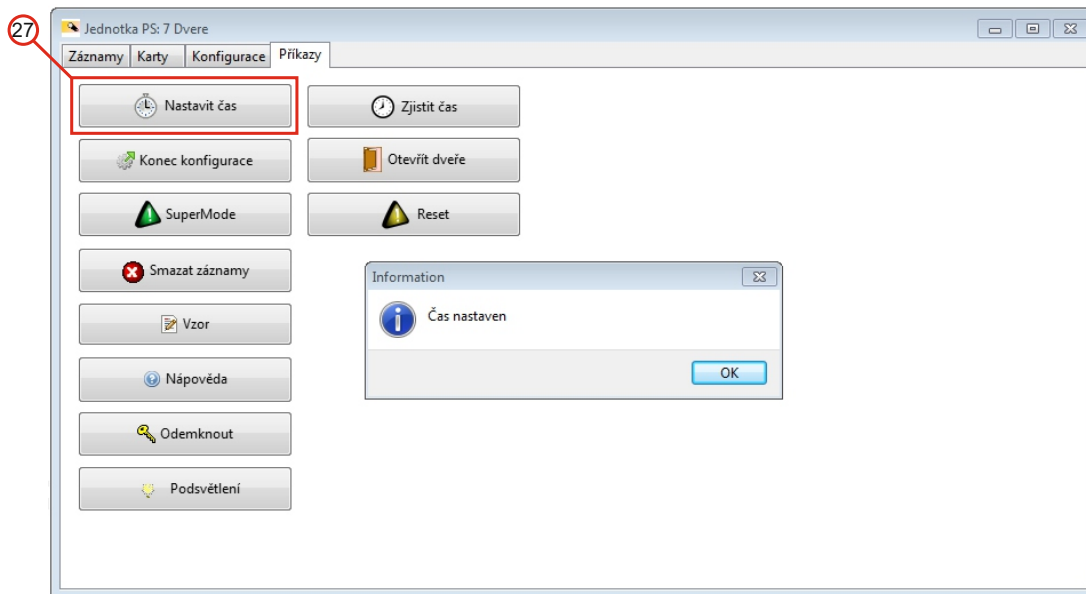 27
Jednotka PS: 7 Dvere
Záznamy Karty Konfigurace Příkazy
Nastavit čas Zjistit čas
Konec konfigurace Otevřít dveře
SuperMode Reset
Smazat záznamy
Information
Vzor
Čas nastaven
Nápověda
OK
Odemknout
Podsvětlení